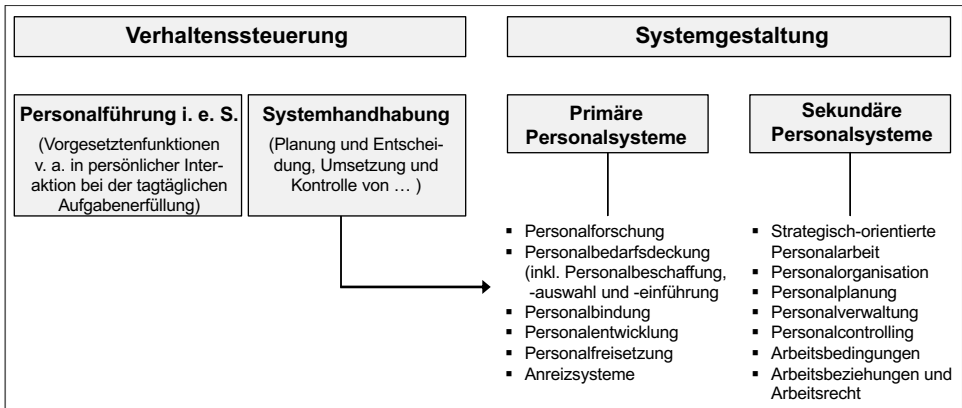 Verhaltenssteuerung
Systemgestaltung
Personalführung i. e. S.
(Vorgesetztenfunktionen
v. a. in persönlicher Inter-
aktion bei der tagtäglichen
Aufgabenerfüllung)
Systemhandhabung
(Planung und Entschei-
dung, Umsetzung und
Kontrolle von … )
Primäre
Personalsysteme
Sekundäre
Personalsysteme
▪ Personalforschung
▪ Personalbedarfsdeckung
(inkl. Personalbeschaffung,
-auswahl und -einführung
▪ Personalbindung
▪ Personalentwicklung
▪ Personalfreisetzung
▪ Anreizsysteme
▪ Strategisch-orientierte
Personalarbeit
▪ Personalorganisation
▪ Personalplanung
▪ Personalverwaltung
▪ Personalcontrolling
▪ Arbeitsbedingungen
▪ Arbeitsbeziehungen und
Arbeitsrecht